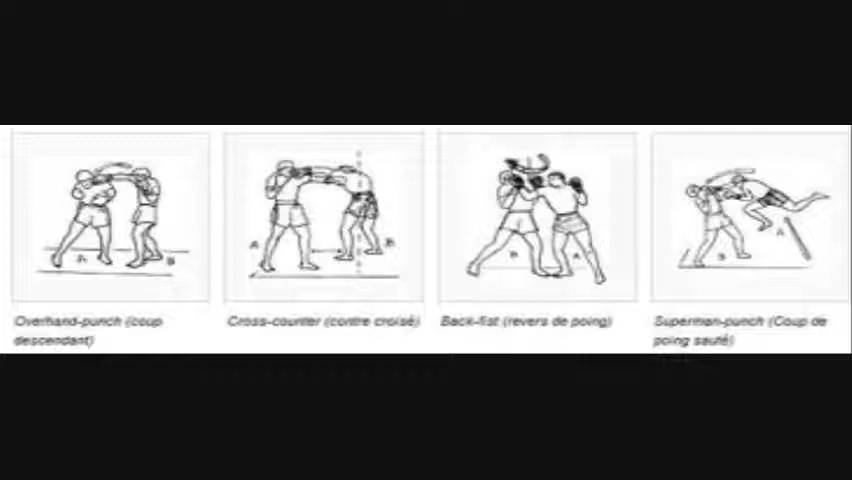 Overhand-punch (coup
descendant)
Cross-counter (contre croisé)
Back-fist (revers de poing)
Superman-punch (Coup de
poing sauté)
A
B
B
A
A
B
B